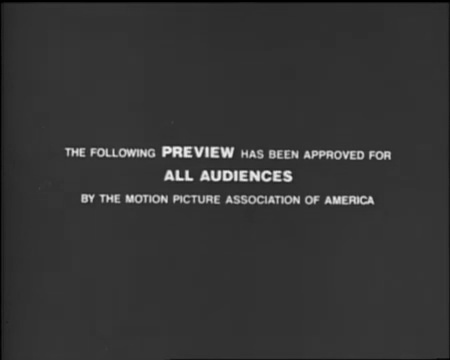 THE FOLLOWING PREVIEW HAS BEEN APPROVED FOR
ALL AUDIENCES
BY THE MOTION PICTURE ASSOCIATION OF AMERICA